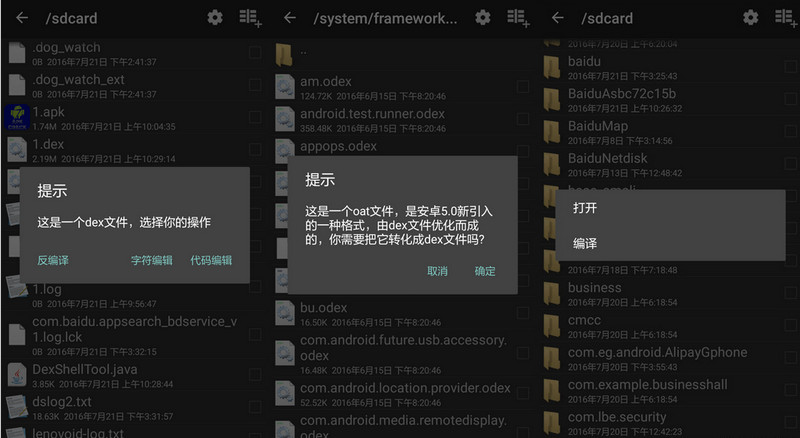 /sdcard
.dog_watch
0B 2016年7月21日 下午2:41:37
.dog_watch_ext
0B 2016年7月21日 下午2:41:37
1.apk
1.74M 2016年7月21日 上午10:04:35
1.dex
2.19M 2016年7月21日 上午10:29:14
提示
这是一个dex文件，选择你的操作
反编译
字符编辑
代码编辑
1.log
0B 2016年7月21日 上午9:56:47
com.baidu.appsearch_bdservice_v
1.log.lck
0B 2016年7月21日 下午3:32:15
DexShellTool.java
3.85K 2016年7月21日 上午10:28:44
dslog2.txt
18.63K 2016年7月21日 下午3:31:57
lenovoid-log.txt
/system/framework...
..
am.odex
124.72K 2016年6月15日 下午8:20:46
android.test.runner.odex
358.48K 2016年6月15日 下午8:20:46
appops.odex
提示
这是一个oat文件，是安卓5.0新引入
的一种格式，由dex文件优化而成
的，你需要把它转化成dex文件吗?
取消
确定
bu.odex
16.50K 2016年6月15日 下午8:20:46
com.android.future.usb.accessory.
odex
16.48K 2016年6月15日 下午8:20:46
com.android.location.provider.odex
52.52K 2016年6月15日 下午8:20:46
com.android.media.remotedisplay.
odex
/sdcard
2016年7月20日 上午6:20:04
baidu
2016年7月21日 下午3:25:43
BaiduAsbc72c15b
2016年7月21日 上午10:26:32
BaiduMap
2016年7月8日 下午3:14:56
BaiduNetdisk
2016年7月13日 下午12:48:42
打开
编译
2016年7月18日 下午7:18:48
business
2016年7月20日 上午6:18:54
cmcc
2016年7月20日 上午6:18:54
com.eg.android.AlipayGphone
2016年7月20日 下午3:55:43
com.example.businesshall
2016年7月20日 上午6:18:54
com.lbe.security
2016年7月20日 下午12:42:23